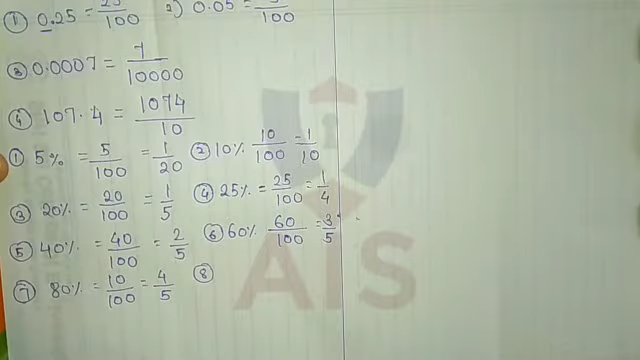 ① 0.25 = 25/100 2) 0.05 = 5/100
③ 0.0007 = 7/10000
④ 107.4 = 1074/10
① 5% = 5/100 = 1/20 ② 10% 10/100 = 1/10
③ 20% = 20/100 = 1/5 ④ 25% = 25/100 = 1/4
⑤ 40% = 40/100 = 2/5 ⑥ 60% 60/100 = 3/5
⑦ 80% = 10/100 = 4/5 ⑧
AIS